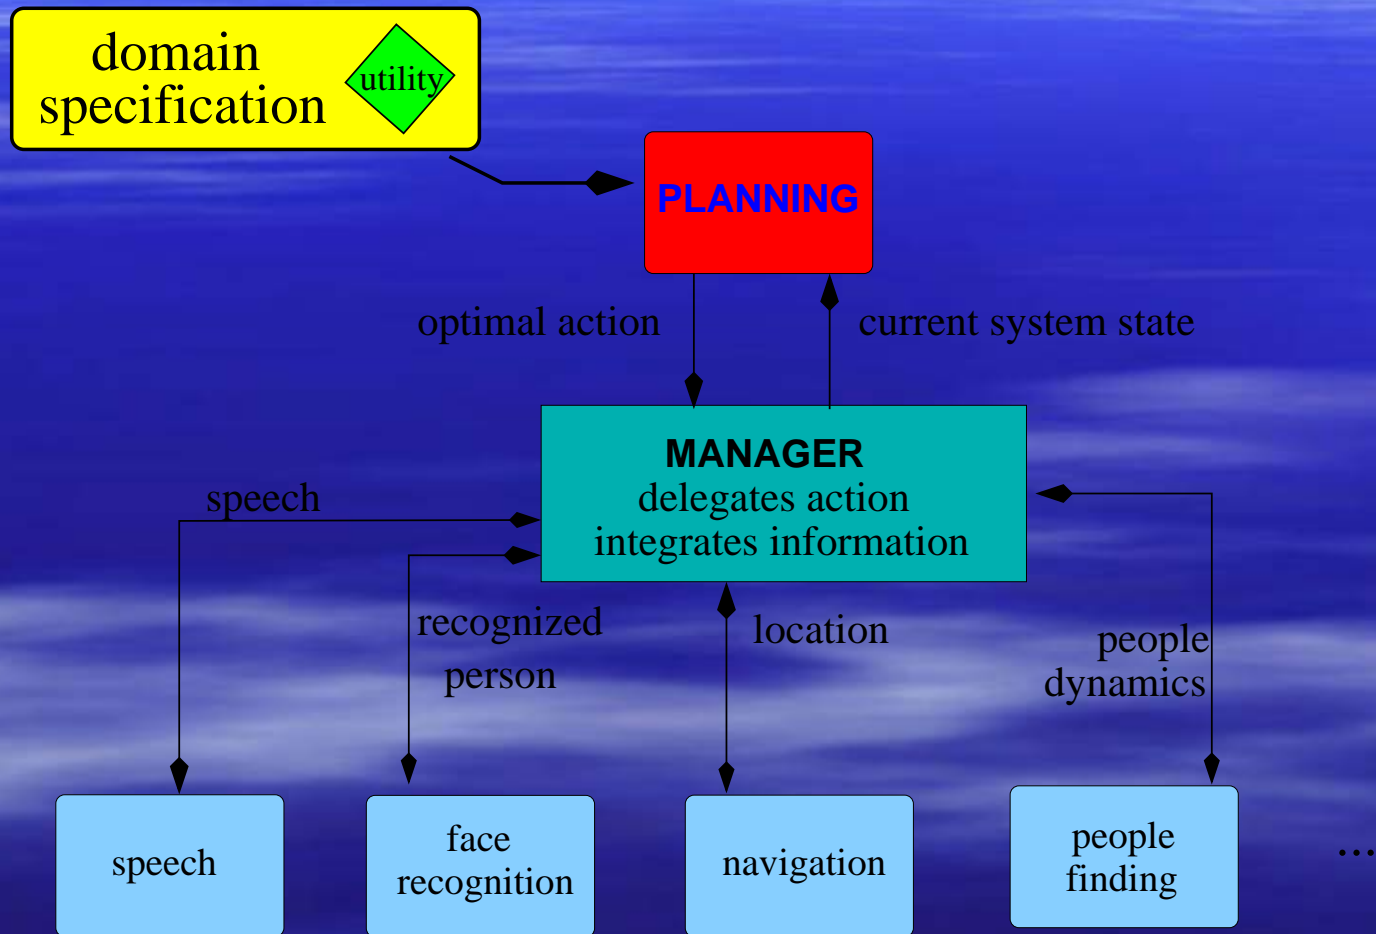 domain
specification
utility
PLANNING
optimal action
current system state
MANAGER
delegates action
integrates information
speech
recognized
person
location
people
dynamics
speech
face
recognition
navigation
people
finding
...